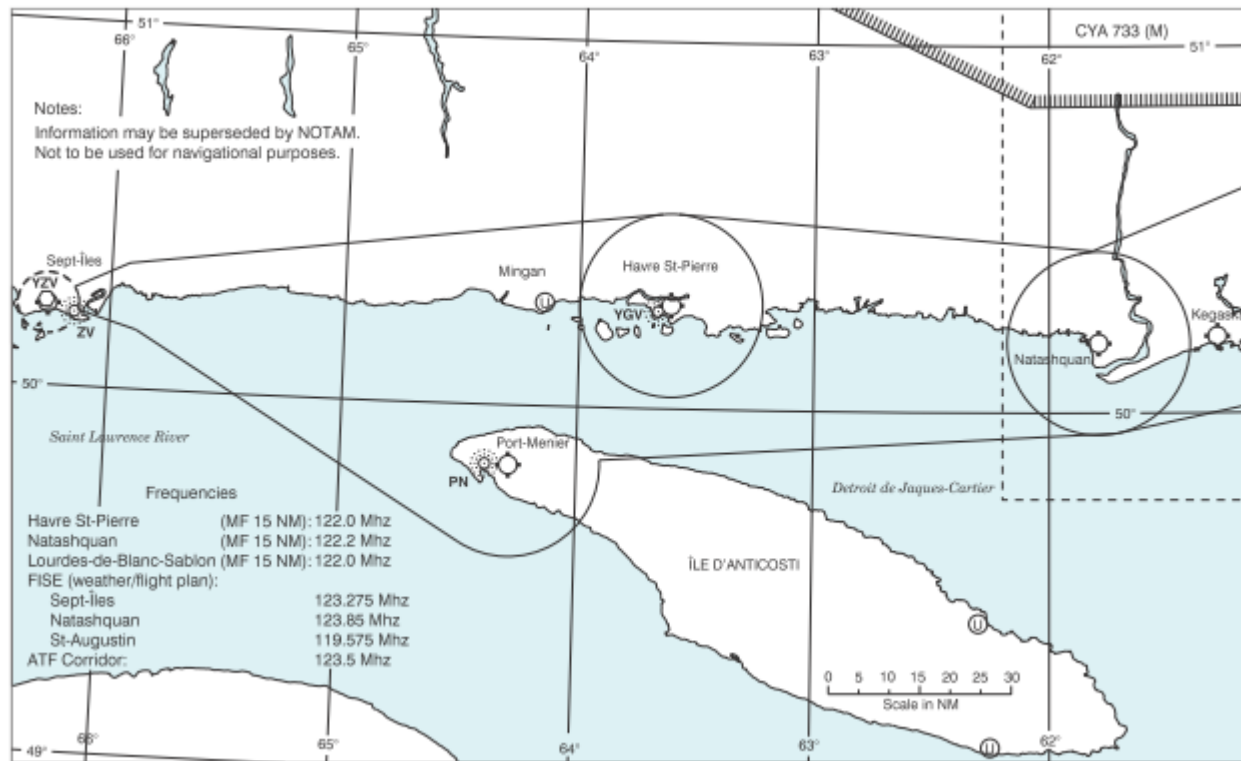 51°
66°
65°
64°
63°
62°
CYA 733 (M)
51°
Notes:
Information may be superseded by NOTAM.
Not to be used for navigational purposes.
Sept-Îles
YZV
ZV
Mingan
U
Havre St-Pierre
YGV
Natashquan
50°
50°
Saint Lawrence River
Port-Menier
PN
Detroit de Jaques-Cartier
Frequencies
Havre St-Pierre (MF 15 NM): 122.0 Mhz
Natashquan (MF 15 NM): 122.2 Mhz
Lourdes-de-Blanc-Sablon (MF 15 NM): 122.0 Mhz
FISE (weather/flight plan):
Sept-Îles 123.275 Mhz
Natashquan 123.85 Mhz
St-Augustin 119.575 Mhz
ATF Corridor: 123.5 Mhz
ÎLE D'ANTICOSTI
U
0 5 10 15 20 25 30
Scale in NM
U
49°
66°
65°
64°
63°
62°